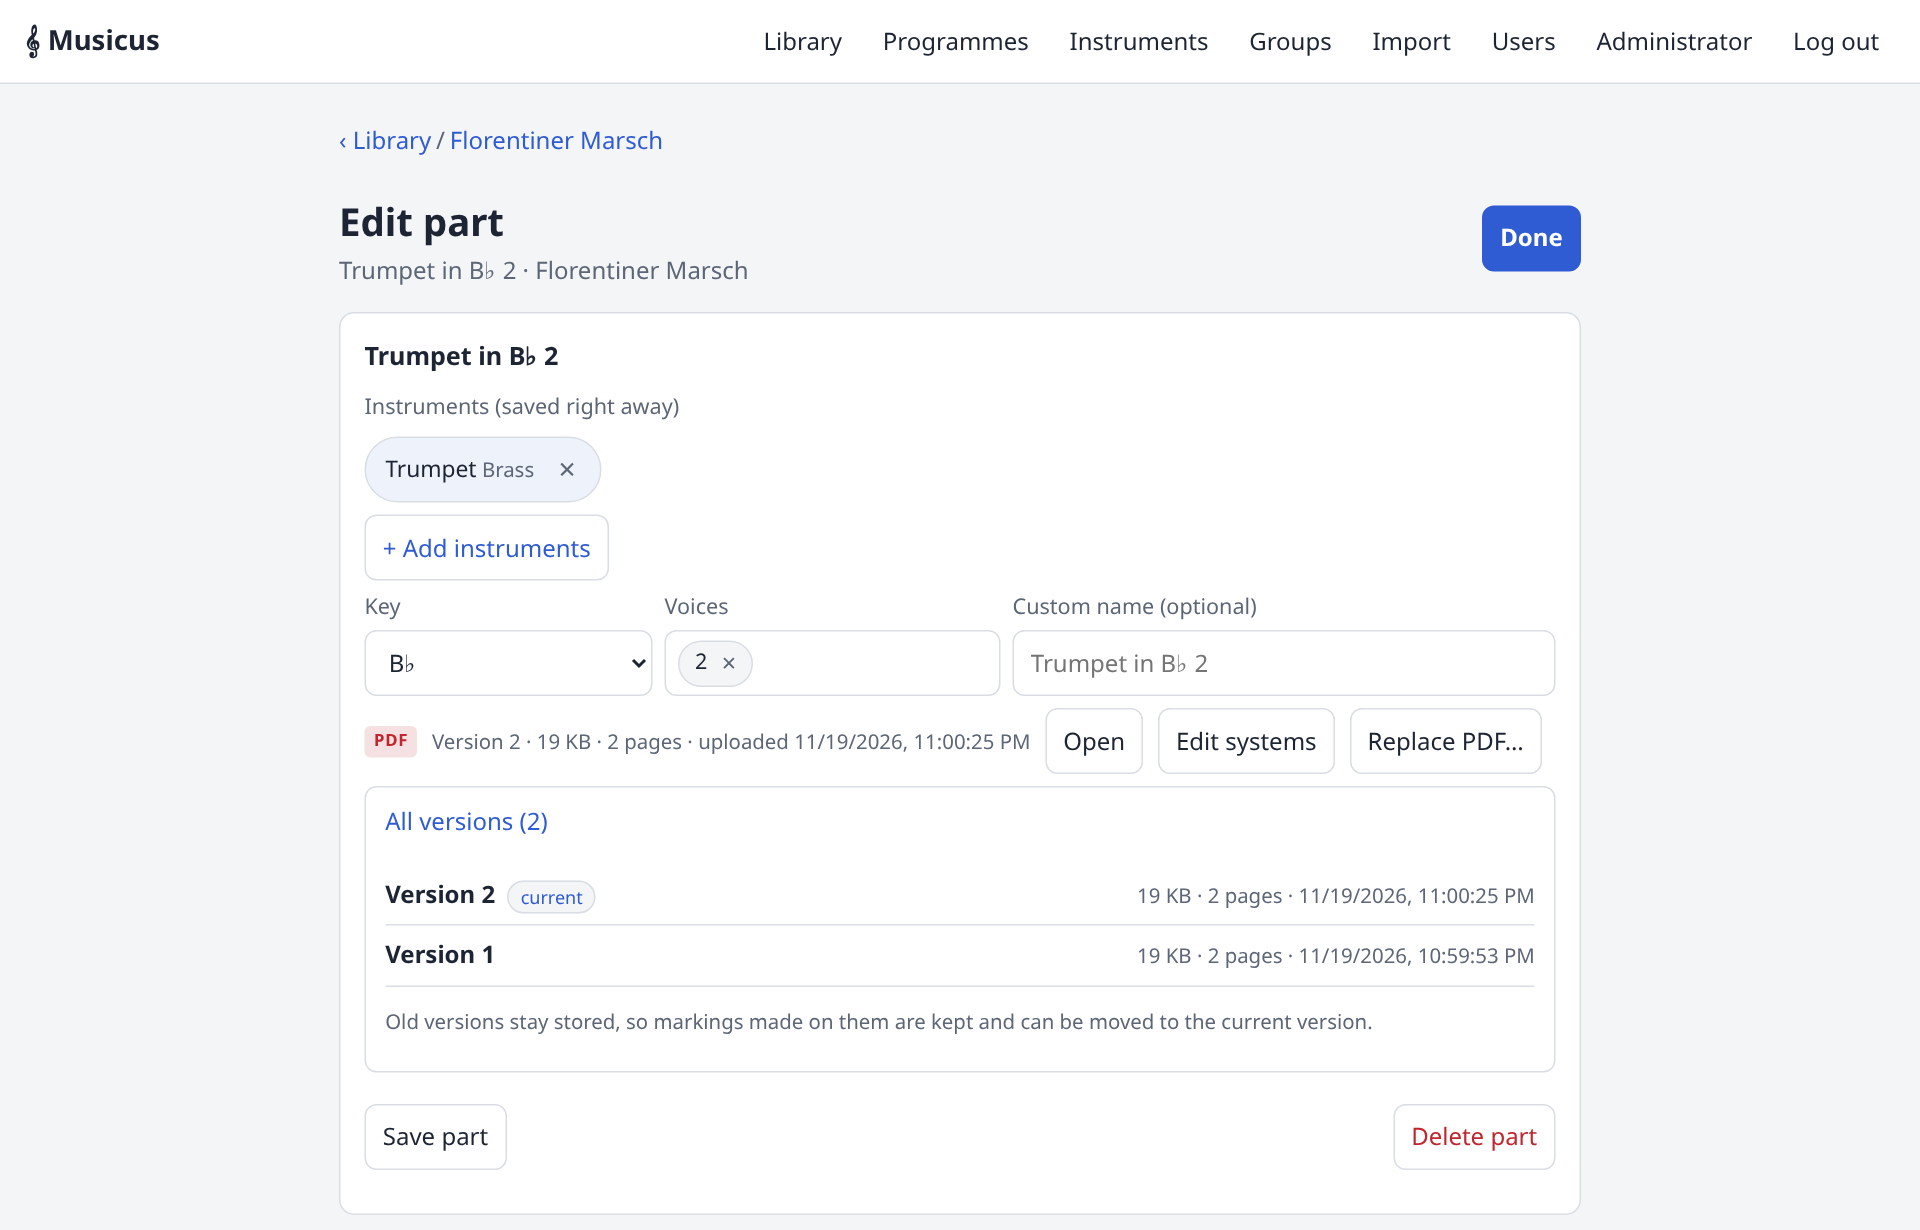 𝄞 Musicus
Library Programmes Instruments Groups Import Users Administrator Log out
‹ Library / Florentiner Marsch
Edit part
Done
Trumpet in B♭ 2 · Florentiner Marsch
Trumpet in B♭ 2
Instruments (saved right away)
Trumpet Brass ✕
+ Add instruments
Key Voices Custom name (optional)
B♭ 2 ✕ Trumpet in B♭ 2
PDF Version 2 · 19 KB · 2 pages · uploaded 11/19/2026, 11:00:25 PM Open Edit systems Replace PDF…
All versions (2)
Version 2 current 19 KB · 2 pages · 11/19/2026, 11:00:25 PM
Version 1 19 KB · 2 pages · 11/19/2026, 10:59:53 PM
Old versions stay stored, so markings made on them are kept and can be moved to the current version.
Save part Delete part